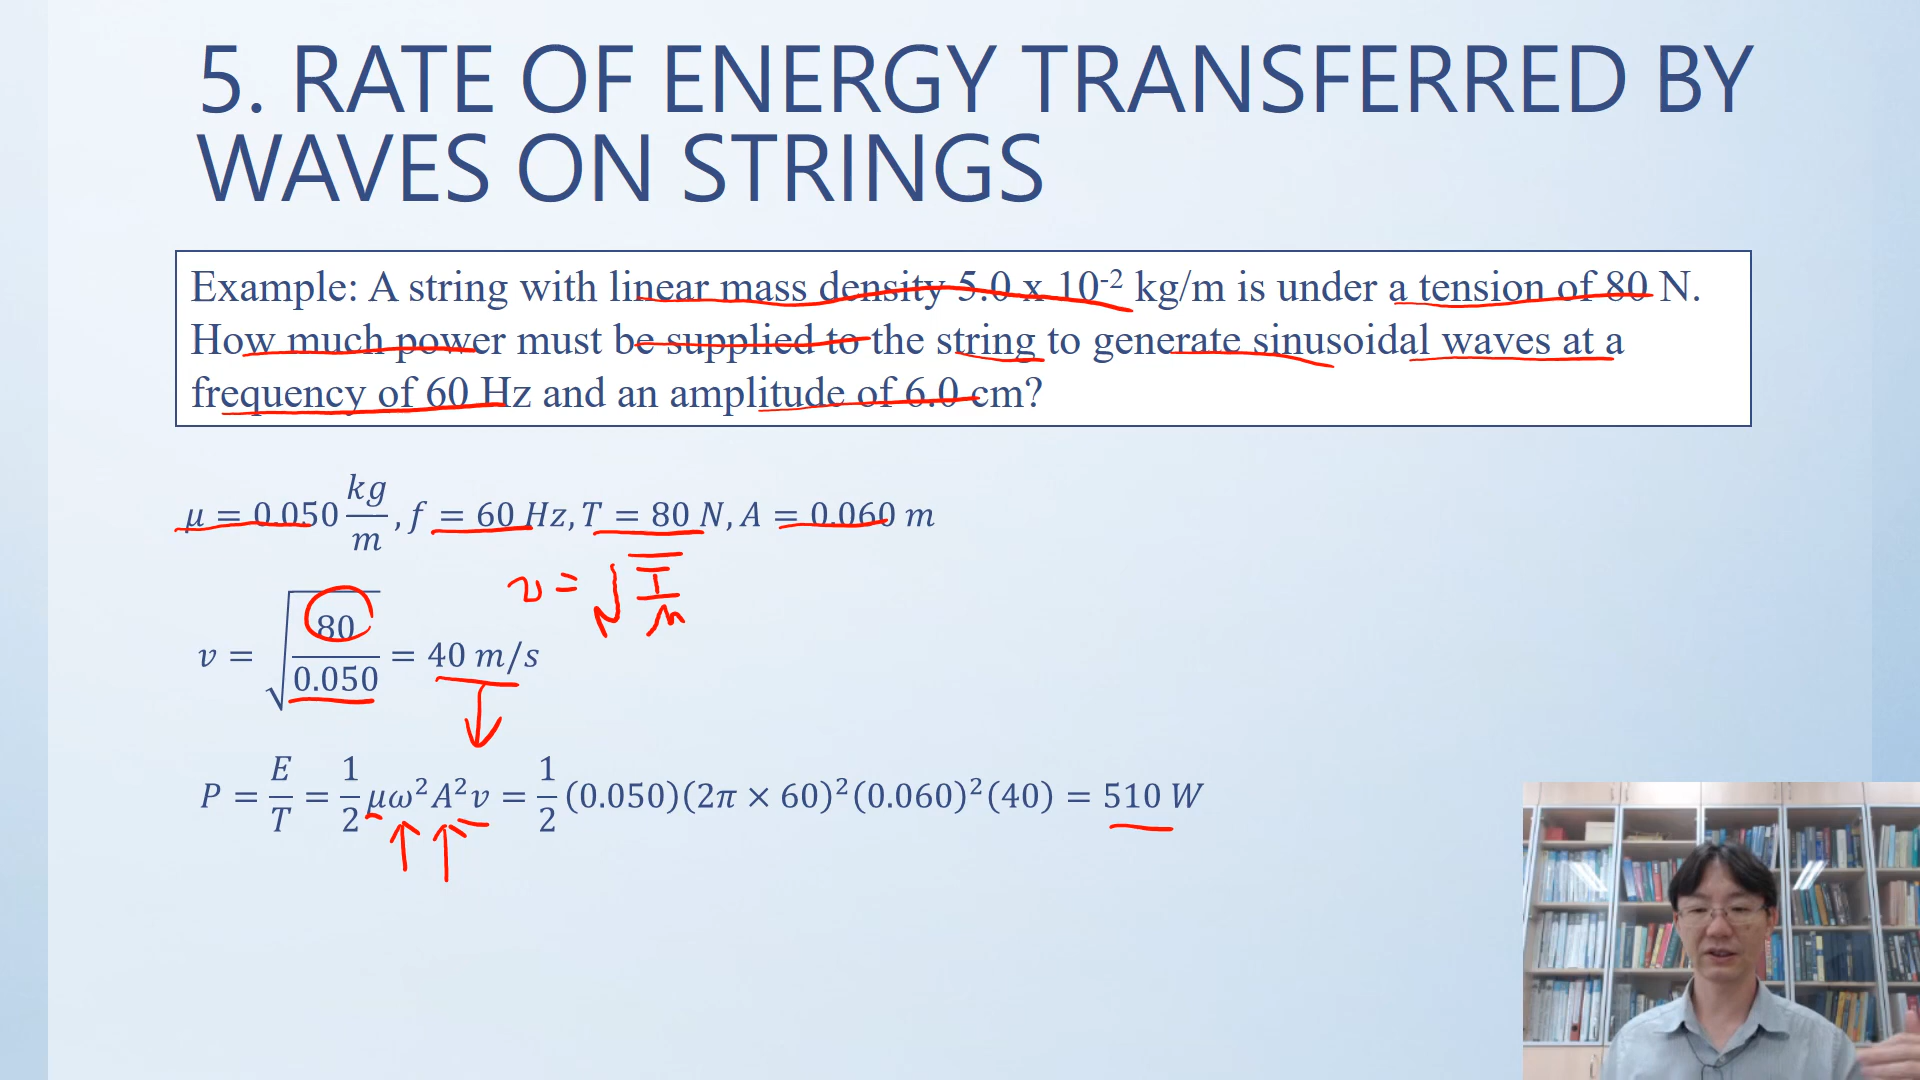 5. RATE OF ENERGY TRANSFERRED BY
WAVES ON STRINGS
Example: A string with linear mass density 5.0 x 10⁻² kg/m is under a tension of 80 N.
How much power must be supplied to the string to generate sinusoidal waves at a
frequency of 60 Hz and an amplitude of 6.0 cm?
μ = 0.050 kg/m, f = 60 Hz, T = 80 N, A = 0.060 m
v = √(T/μ)
v = √(80/0.050) = 40 m/s
P = E/T = 1/2 μω²A²v = 1/2 (0.050)(2π × 60)²(0.060)²(40) = 510 W